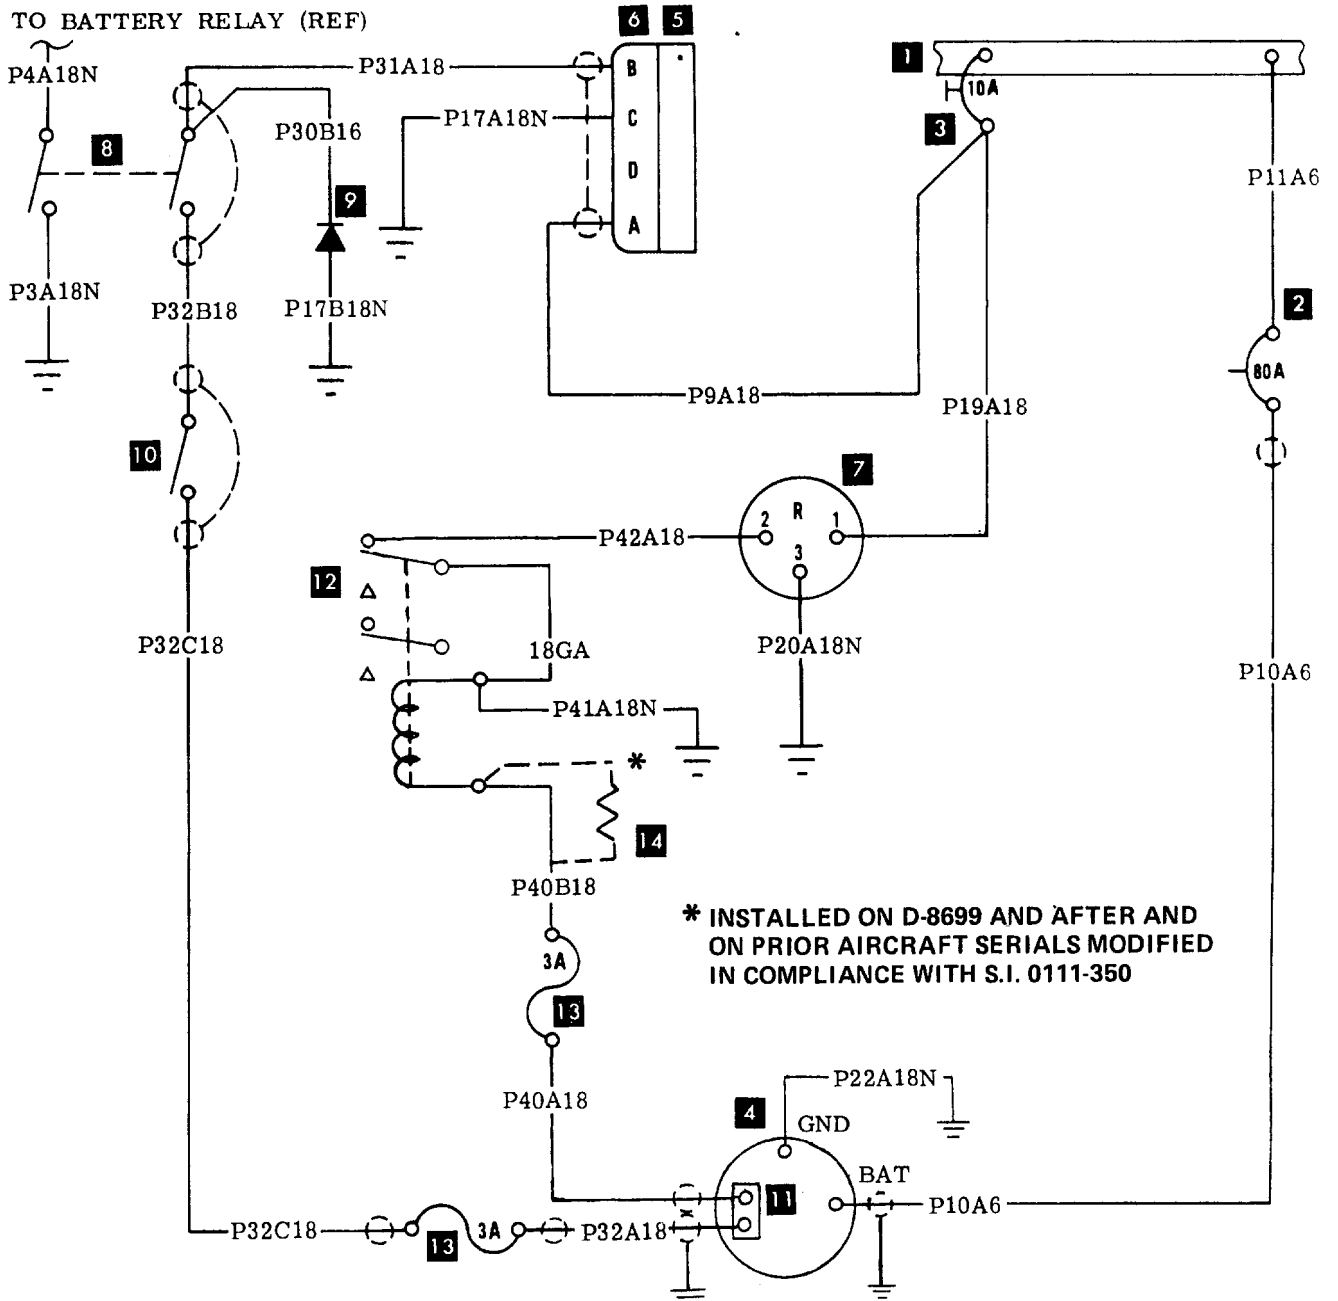 TO BATTERY RELAY (REF)
6 5
1
P4A18N
P31A18
B
10A
P17A18N
C
3
P30B16
8
D
P11A6
9
A
P3A18N
P32B18
P17B18N
2
80A
P9A18
P19A18
10
7
R
2 1
P42A18
3
12
P32C18
18GA
P20A18N
P10A6
P41A18N
*
14
P40B18
* INSTALLED ON D-8699 AND AFTER AND
ON PRIOR AIRCRAFT SERIALS MODIFIED
IN COMPLIANCE WITH S.I. 0111-350
3A
13
P22A18N
P40A18
4
GND
BAT
11
P10A6
P32C18
3A
P32A18
13